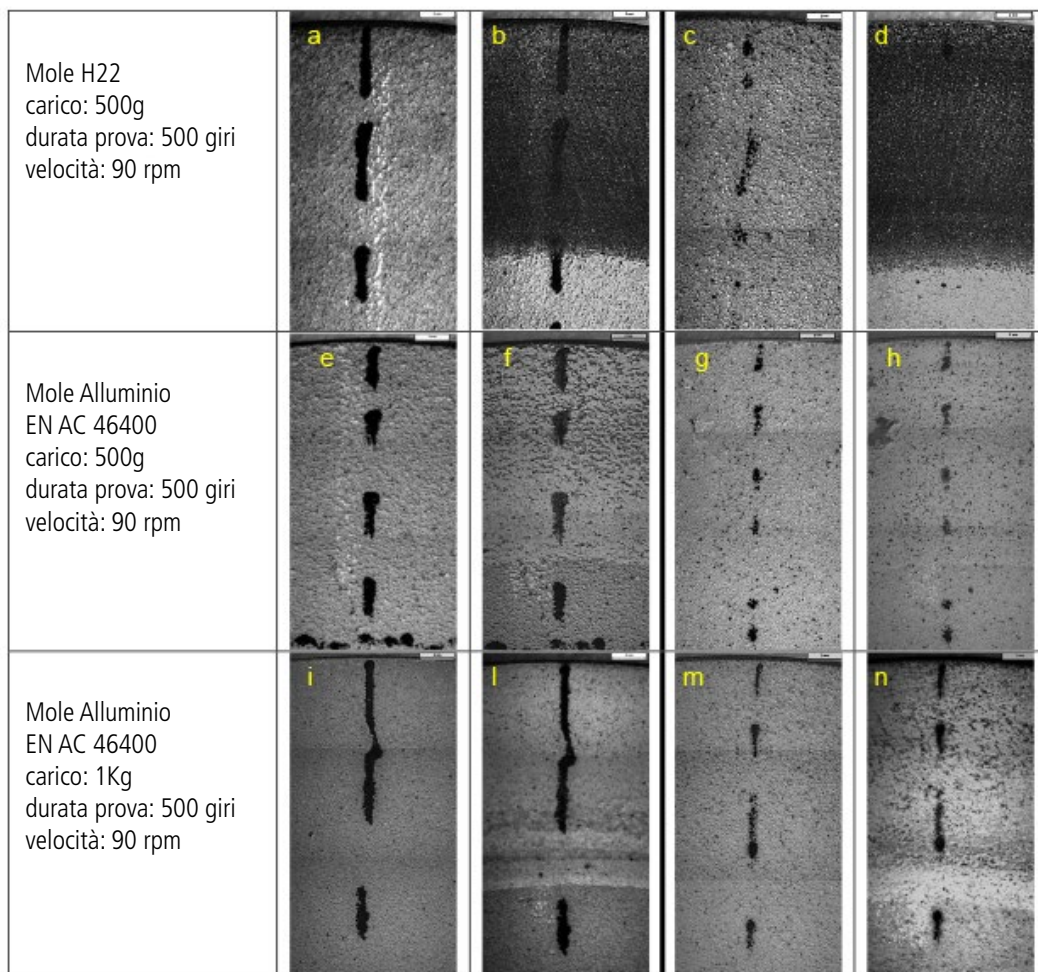 Mole H22
carico: 500g
durata prova: 500 giri
velocità: 90 rpm
a
b
c
d
Mole Alluminio
EN AC 46400
carico: 500g
durata prova: 500 giri
velocità: 90 rpm
e
f
g
h
Mole Alluminio
EN AC 46400
carico: 1Kg
durata prova: 500 giri
velocità: 90 rpm
i
l
m
n